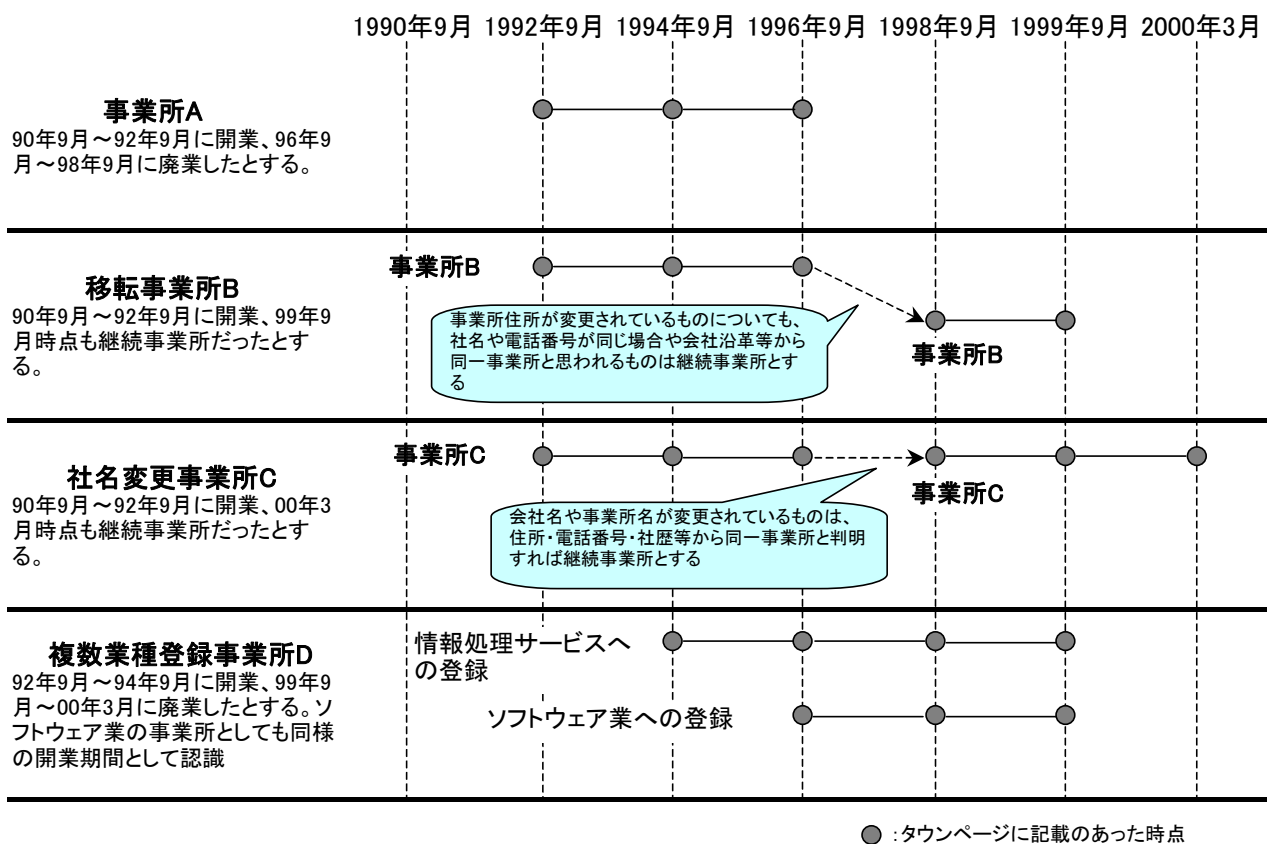 1990年9月 1992年9月 1994年9月 1996年9月 1998年9月 1999年9月 2000年3月
事業所A
90年9月～92年9月に開業、96年9
月～98年9月に廃業したとする。
移転事業所B
90年9月～92年9月に開業、99年9
月時点も継続事業所だったとす
る。
事業所B
事業所住所が変更されているものについても、
社名や電話番号が同じ場合や会社沿革等から
同一事業所と思われるものは継続事業所とす
る
事業所B
社名変更事業所C
90年9月～92年9月に開業、00年3
月時点も継続事業所だったとす
る。
事業所C
事業所C
会社名や事業所名が変更されているものは、
住所・電話番号・社歴等から同一事業所と判明
すれば継続事業所とする
複数業種登録事業所D
92年9月～94年9月に開業、99年9
月～00年3月に廃業したとする。ソ
フトウェア業の事業所としても同様
の開業期間として認識
情報処理サービスへ
の登録
ソフトウェア業への登録
:タウンページに記載のあった時点